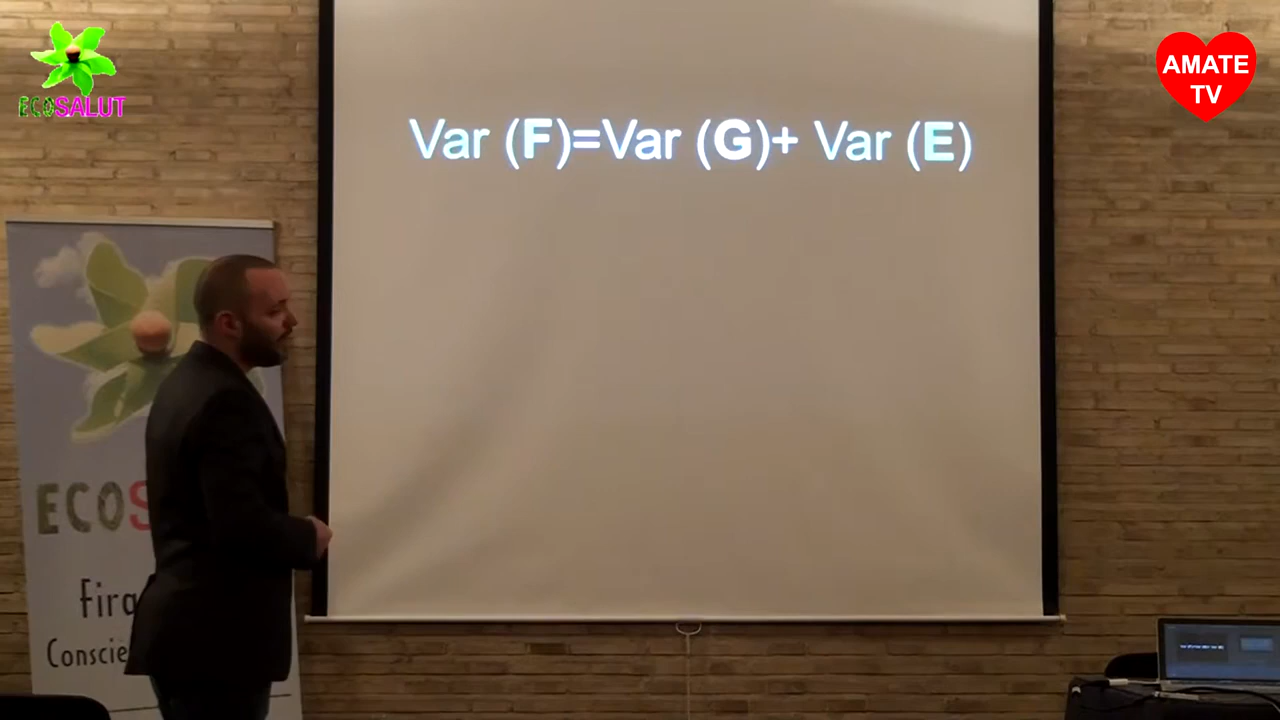 ECOSALUT
AMATE
TV
Var (F)=Var (G)+ Var (E)
ECOS
Fira
Conscie